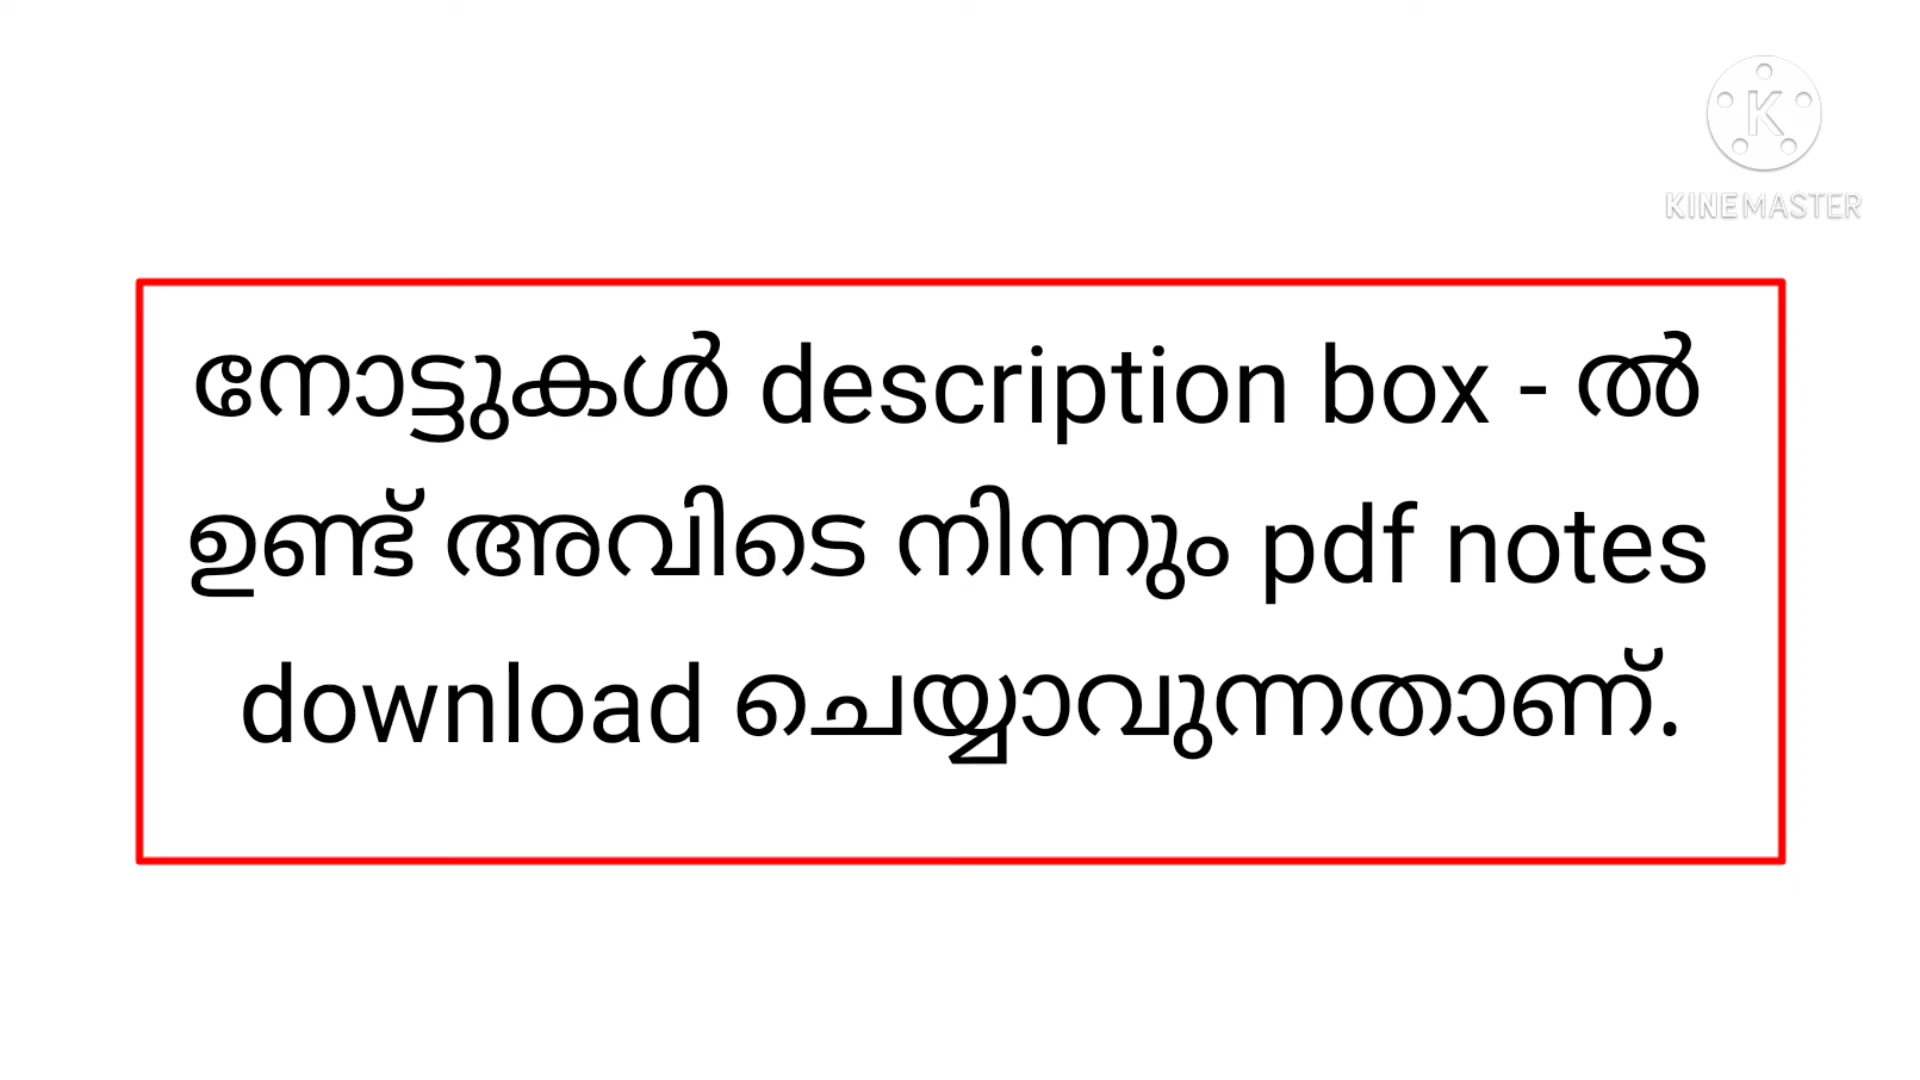 K
KINEMASTER
നോട്ടുകൾ description box - ൽ
ഉണ്ട് അവിടെ നിന്നും pdf notes
download ചെയ്യാവുന്നതാണ്.